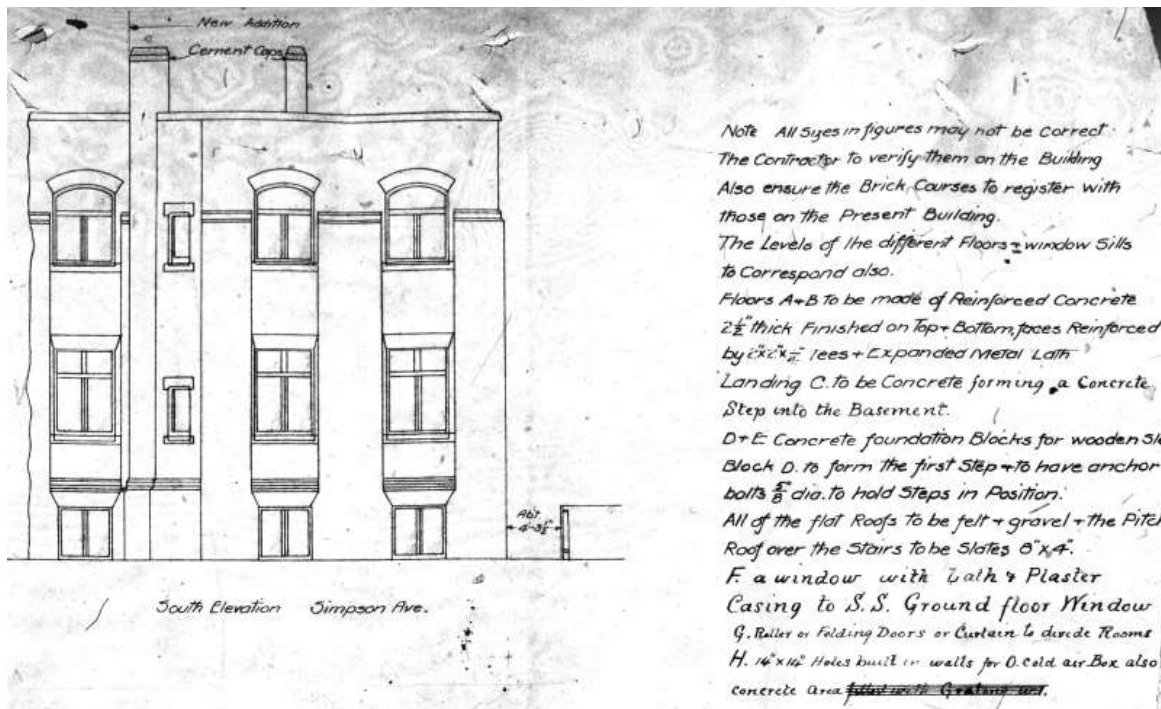 New Addition
Cement Caps
Abt
4'-3½"
South Elevation Simpson Ave.
Note All Sizes in figures may not be correct
The Contractor to verify them on the Building
Also ensure the Brick Courses to register with
those on the Present Building.
The Levels of the different Floors + window Sills
to Correspond also.
Floors A+B to be made of Reinforced Concrete
2½" thick Finished on Top + Bottom, faces Reinforced
by 2"x2"x Tees + Expanded Metal Lath
Landing C. to be Concrete forming a Concrete
Step into the Basement.
D+E Concrete foundation Blocks for wooden
Block D. to form the first Step + to have anchor
bolts ⅝" dia. to hold Steps in Position.
All of the flat Roofs to be felt + gravel + the Pitch
Roof over the Stairs to be Slates 8"x4".
F. a window with Lath & Plaster
Casing to S.S. Ground floor Window
G. Roller or Folding Doors or Curtain to divide Rooms
H. 14"x14" Holes built in walls for O. cold air Box also
concrete area filled with Grating